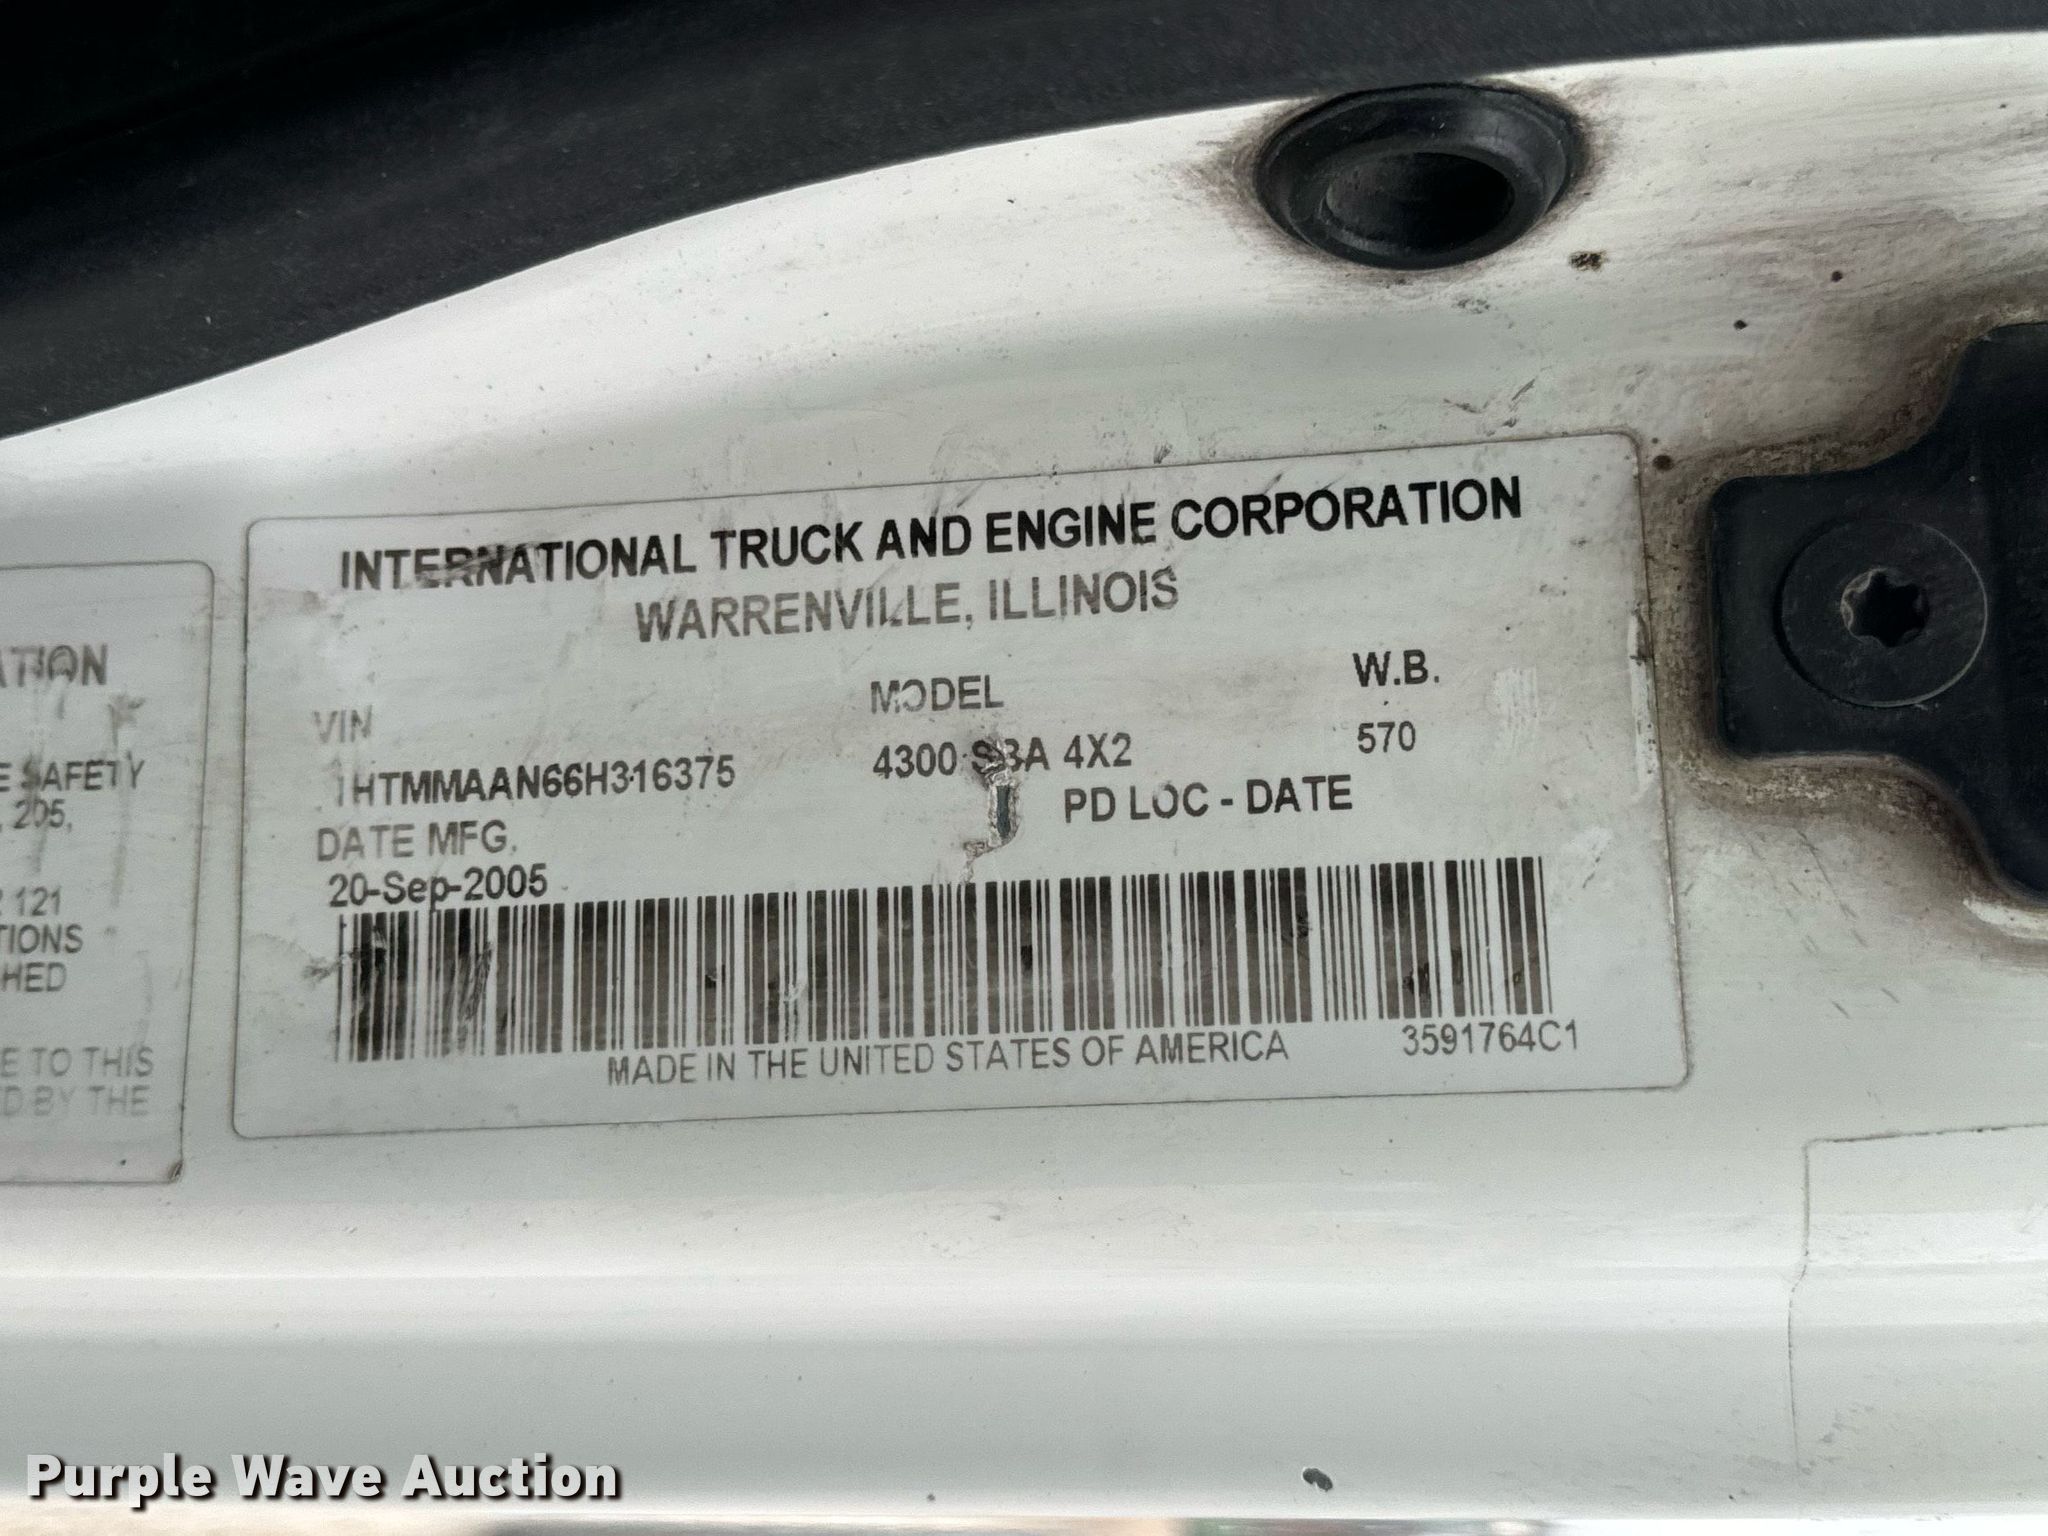 INTERNATIONAL TRUCK AND ENGINE CORPORATION
WARRENVILLE, ILLINOIS
VIN MODEL W.B.
1HTMMAAN66H316375 4300 SBA 4X2 570
DATE MFG. PD LOC - DATE
20-Sep-2005
MADE IN THE UNITED STATES OF AMERICA 3591764C1
ATION
E SAFETY
, 205,
121
TIONS
HED
E TO THIS
D BY THE
Purple Wave Auction